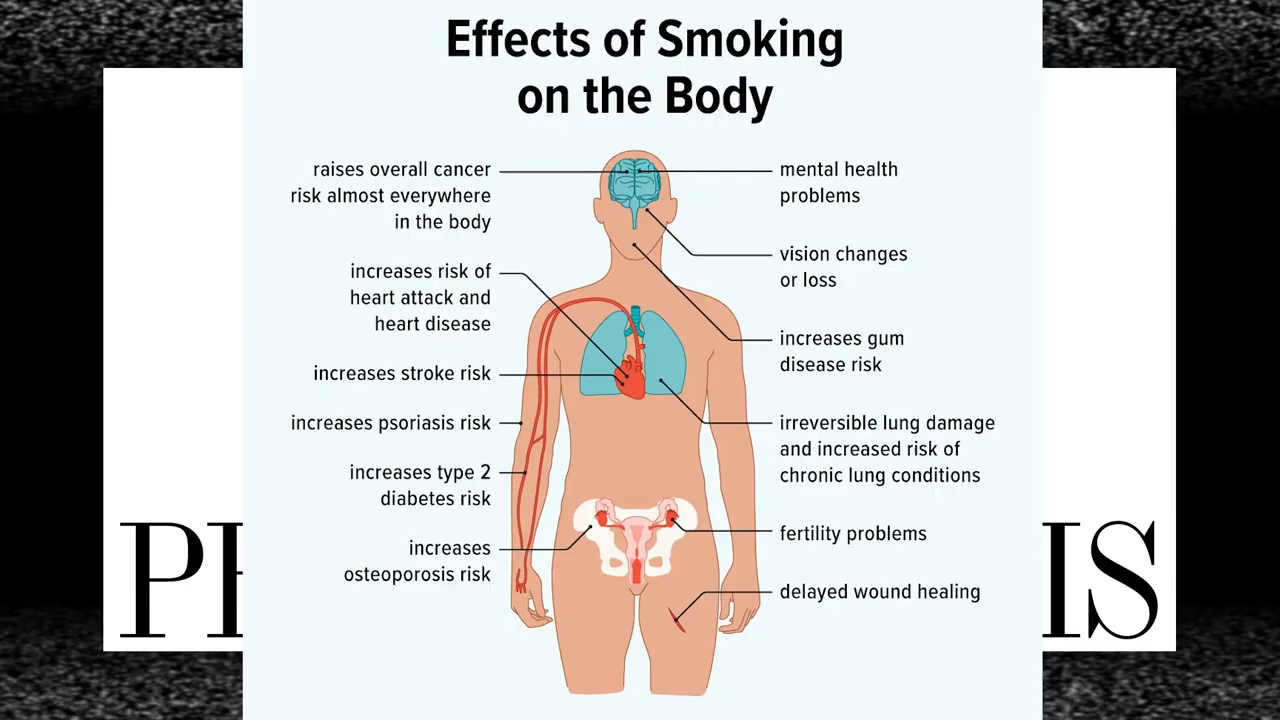 Effects of Smoking
on the Body
raises overall cancer
risk almost everywhere
in the body
increases risk of
heart attack and
heart disease
increases stroke risk
increases psoriasis risk
increases type 2
diabetes risk
increases
osteoporosis risk
mental health
problems
vision changes
or loss
increases gum
disease risk
irreversible lung damage
and increased risk of
chronic lung conditions
fertility problems
delayed wound healing
IS